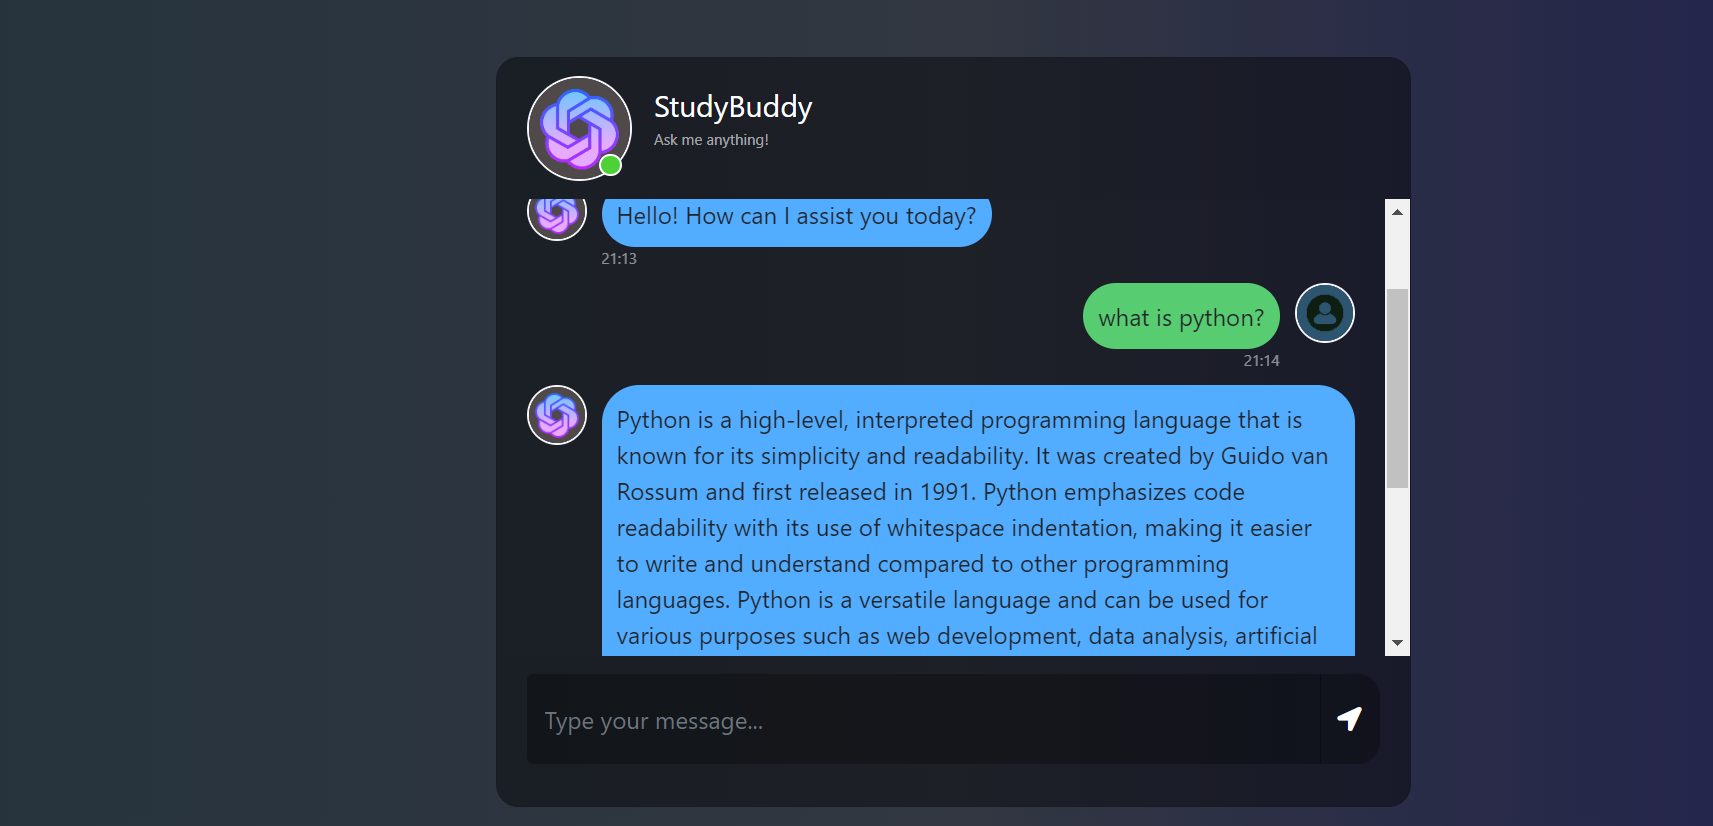 StudyBuddy
Ask me anything!
Hello! How can I assist you today?
21:13
what is python?
21:14
Python is a high-level, interpreted programming language that is
known for its simplicity and readability. It was created by Guido van
Rossum and first released in 1991. Python emphasizes code
readability with its use of whitespace indentation, making it easier
to write and understand compared to other programming
languages. Python is a versatile language and can be used for
various purposes such as web development, data analysis, artificial
Type your message...